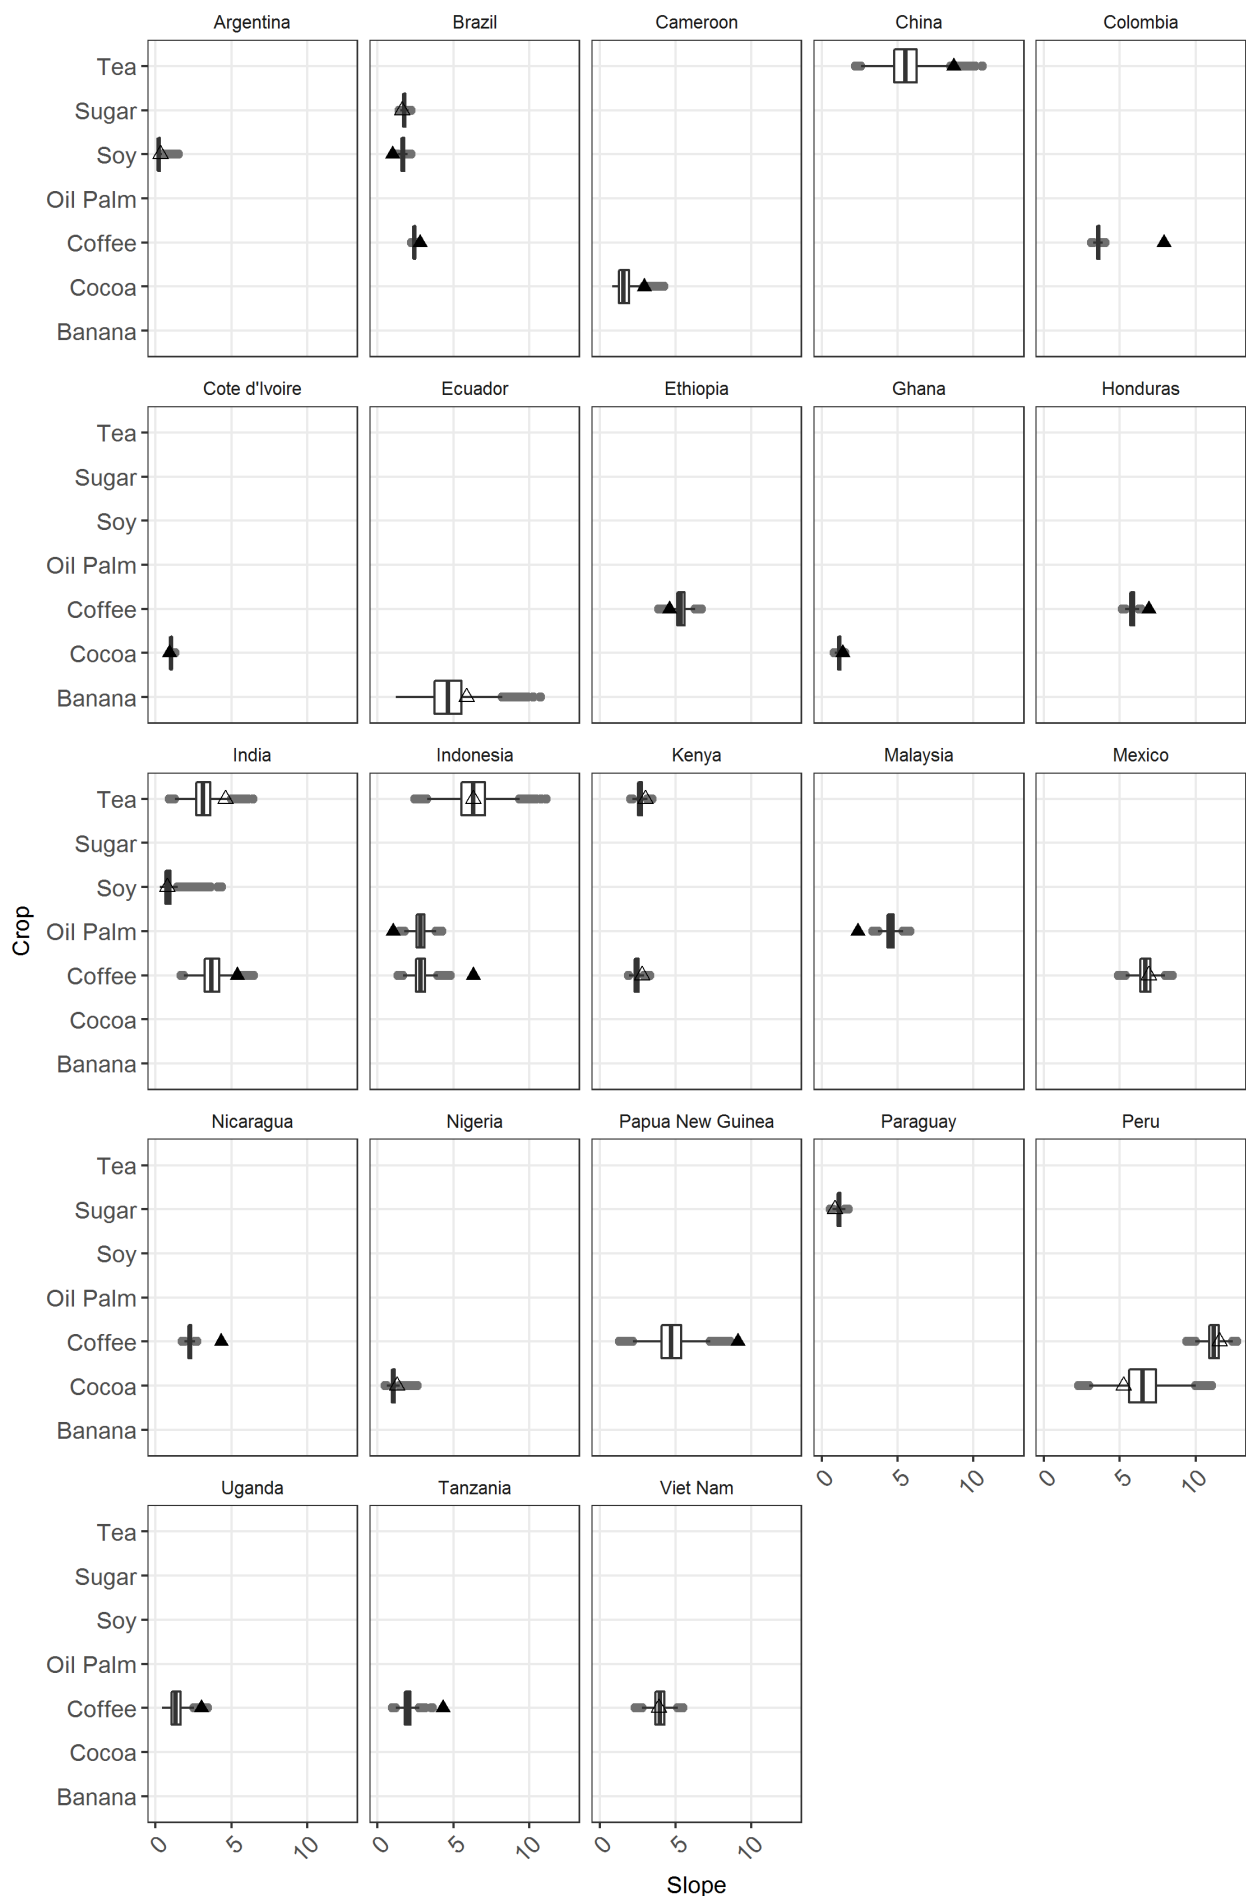 Argentina Brazil Cameroon China Colombia
Tea
Sugar
Soy
Oil Palm
Coffee
Cocoa
Banana
Cote d'Ivoire Ecuador Ethiopia Ghana Honduras
Tea
Sugar
Soy
Oil Palm
Coffee
Cocoa
Banana
India Indonesia Kenya Malaysia Mexico
Tea
Sugar
Soy
Oil Palm
Coffee
Cocoa
Banana
Crop
Nicaragua Nigeria Papua New Guinea Paraguay Peru
Tea
Sugar
Soy
Oil Palm
Coffee
Cocoa
Banana
0 5 10 0 5 10
Uganda Tanzania Viet Nam
Tea
Sugar
Soy
Oil Palm
Coffee
Cocoa
Banana
0 5 10 0 5 10 0 5 10
Slope